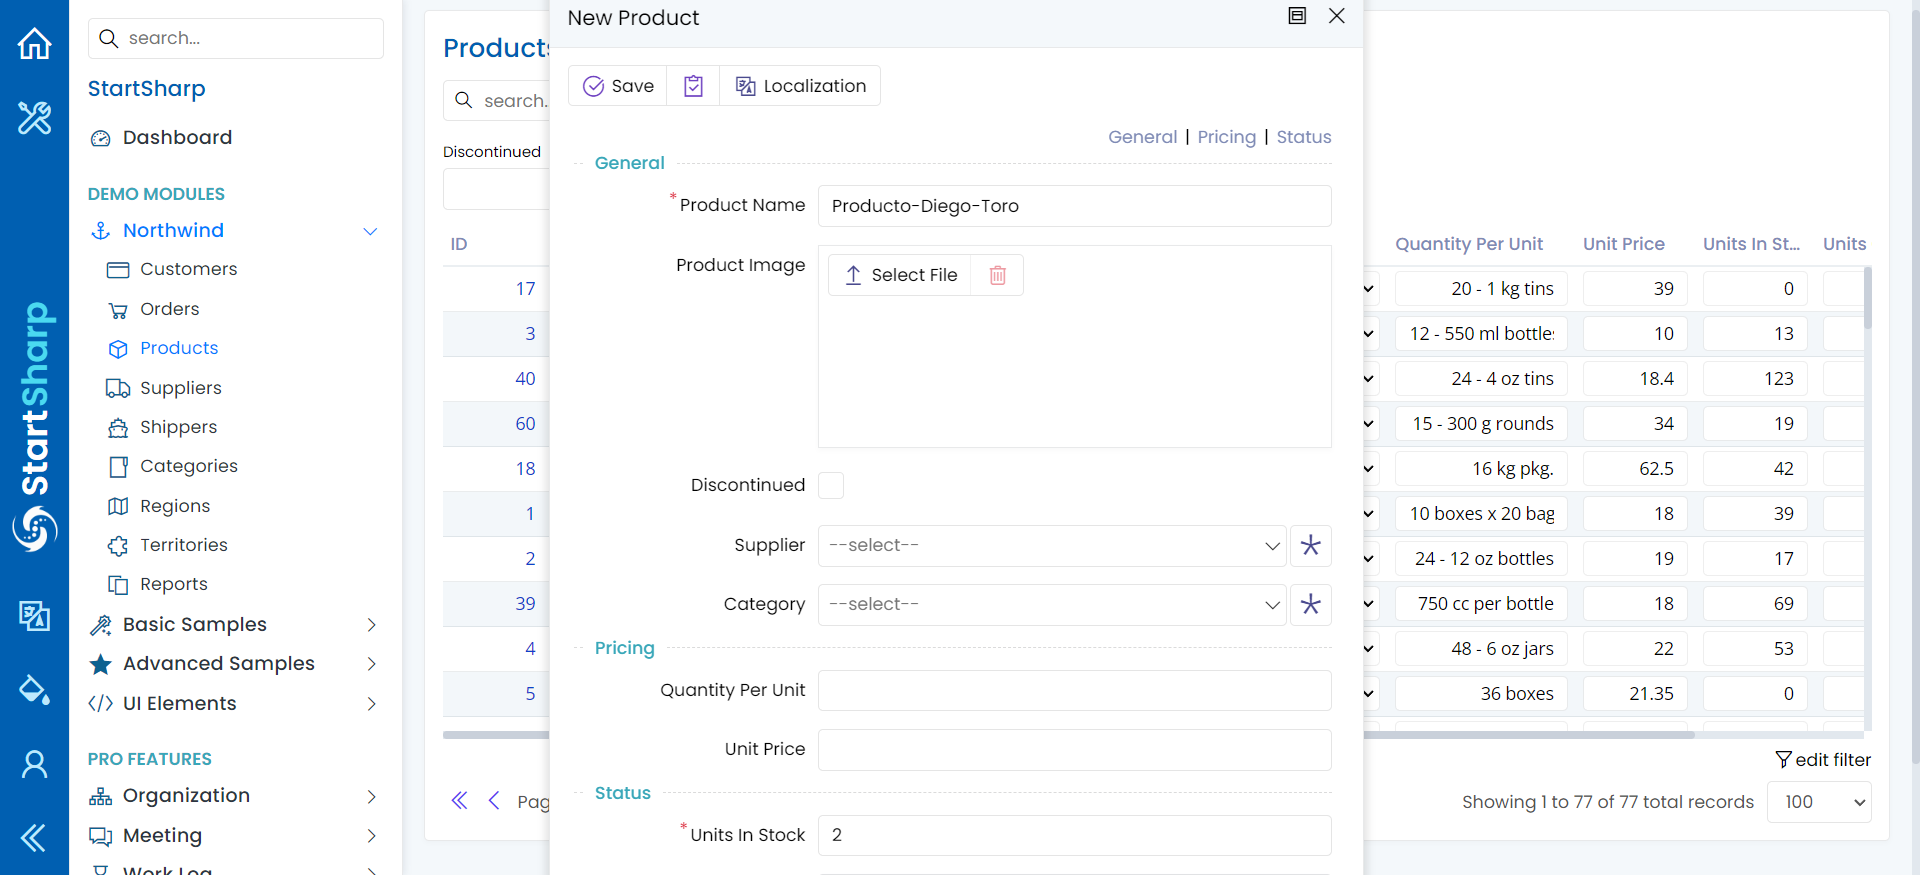 search...
StartSharp
Dashboard
DEMO MODULES
Northwind
Customers
Orders
Products
Suppliers
Shippers
Categories
Regions
Territories
Reports
Basic Samples
Advanced Samples
UI Elements
PRO FEATURES
Organization
Meeting
Work Log
StartSharp
Products
search.
Discontinued
ID
17
3
40
60
18
1
2
39
4
5
Pag
New Product
Save
Localization
General | Pricing | Status
General
* Product Name
Producto-Diego-Toro
Product Image
Select File
Discontinued
Supplier
--select--
Category
--select--
Pricing
Quantity Per Unit
Unit Price
Status
* Units In Stock
2
Quantity Per Unit Unit Price Units In St... Units
20 - 1 kg tins 39 0
12 - 550 ml bottles 10 13
24 - 4 oz tins 18.4 123
15 - 300 g rounds 34 19
16 kg pkg. 62.5 42
10 boxes x 20 bag 18 39
24 - 12 oz bottles 19 17
750 cc per bottle 18 69
48 - 6 oz jars 22 53
36 boxes 21.35 0
edit filter
Showing 1 to 77 of 77 total records
100